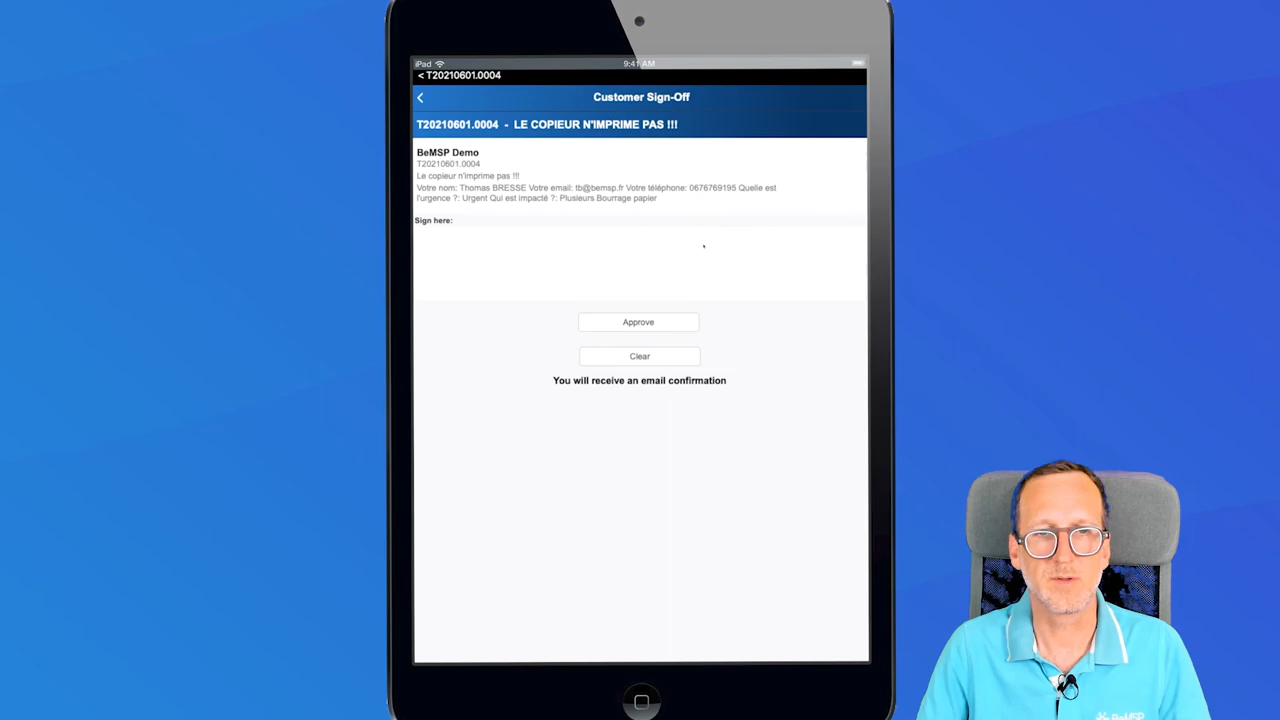 iPad 9:41 AM
< T20210601.0004
Customer Sign-Off
T20210601.0004 - LE COPIEUR N'IMPRIME PAS !!!
BeMSP Demo
T20210601.0004
Le copieur n'imprime pas !!!
Votre nom: Thomas BRESSE Votre email: tb@bemsp.fr Votre téléphone: 0676769195 Quelle est
l'urgence ?: Urgent Qui est impacté ?: Plusieurs Bourrage papier
Sign here:
Approve
Clear
You will receive an email confirmation
BeMSP